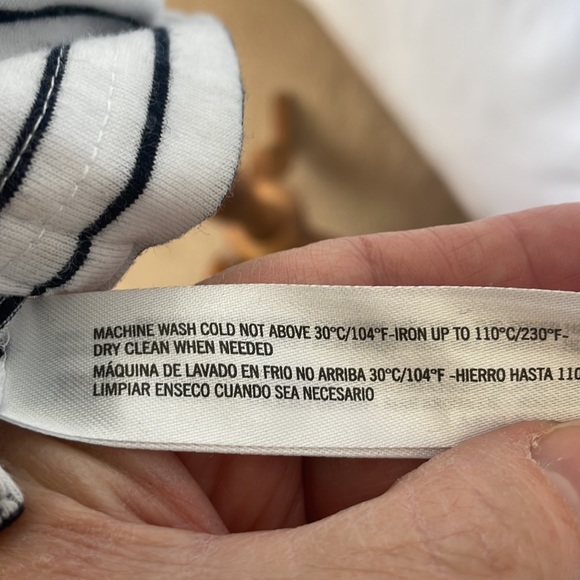 MACHINE WASH COLD NOT ABOVE 30°C/104°F-IRON UP TO 110°C/230°F-
DRY CLEAN WHEN NEEDED
MÁQUINA DE LAVADO EN FRIO NO ARRIBA 30°C/104°F -HIERRO HASTA 110
LIMPIAR ENSECO CUANDO SEA NECESARIO